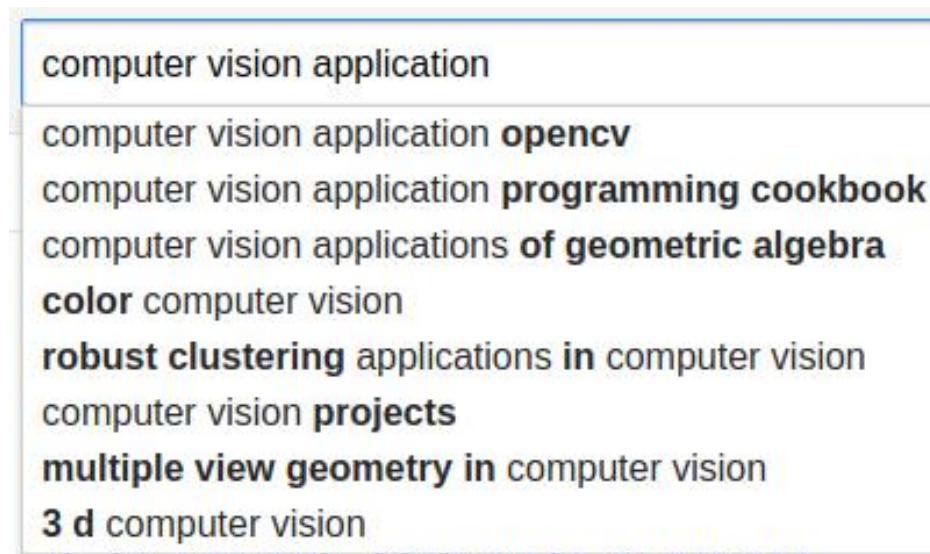 computer vision application
computer vision application opencv
computer vision application programming cookbook
computer vision applications of geometric algebra
color computer vision
robust clustering applications in computer vision
computer vision projects
multiple view geometry in computer vision
3 d computer vision